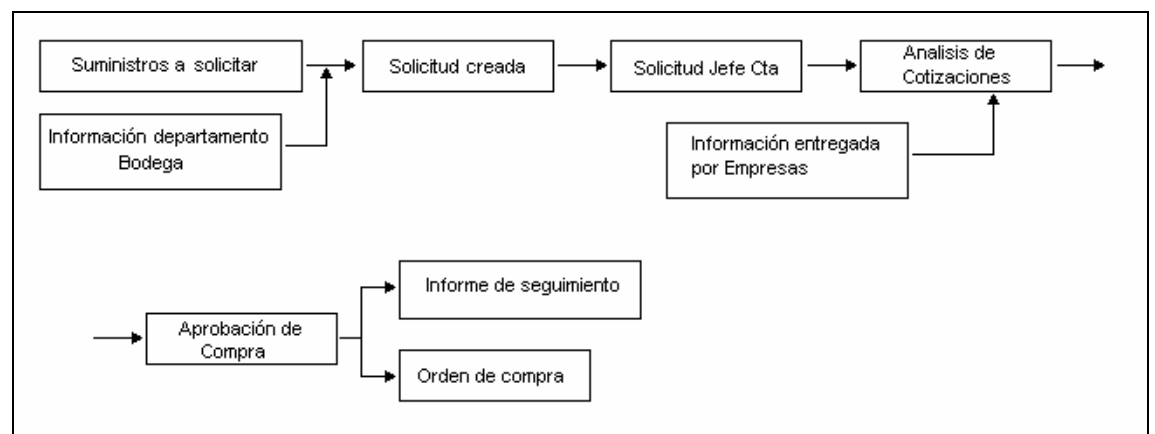 Suministros a solicitar
Solicitud creada
Solicitud Jefe Cta
Analisis de
Cotizaciones
Información departamento
Bodega
Información entregada
por Empresas
Informe de seguimiento
Aprobación de
Compra
Orden de compra